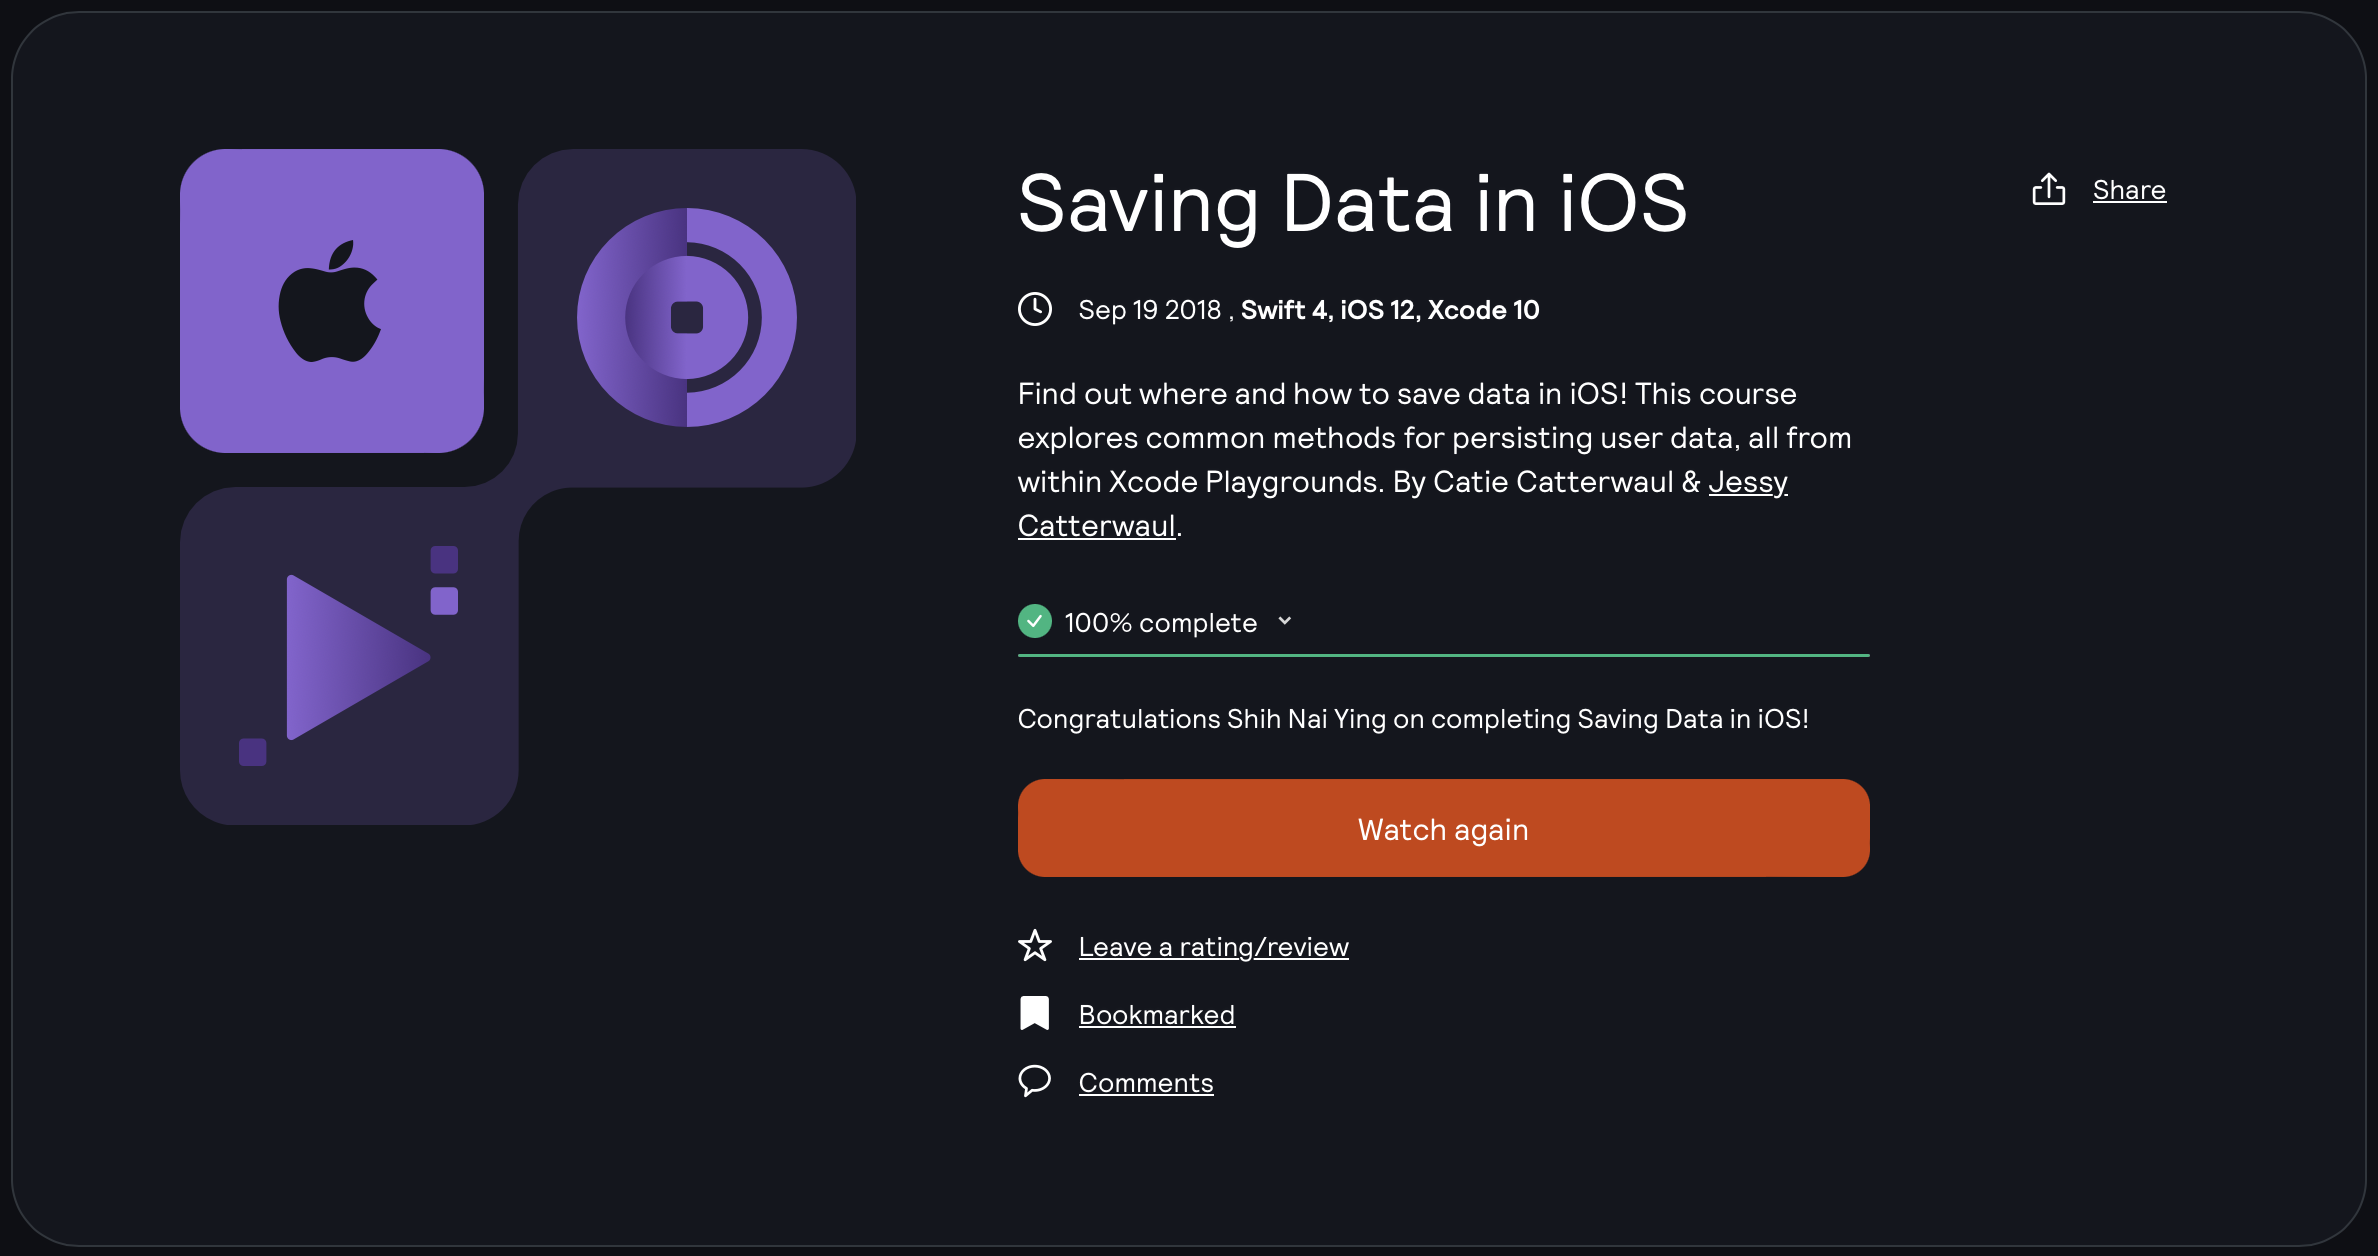 Saving Data in iOS
Share
Sep 19 2018 , Swift 4, iOS 12, Xcode 10
Find out where and how to save data in iOS! This course
explores common methods for persisting user data, all from
within Xcode Playgrounds. By Catie Catterwaul & Jessy
Catterwaul.
100% complete
Congratulations Shih Nai Ying on completing Saving Data in iOS!
Watch again
Leave a rating/review
Bookmarked
Comments